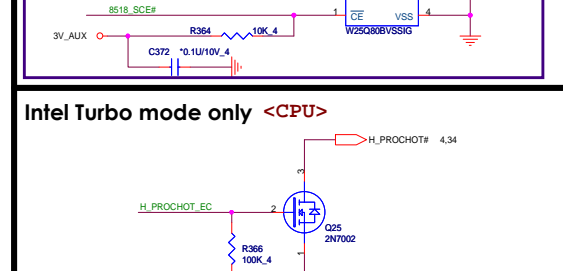 8518_SCE#
1 CE VSS 4
3V_AUX R364 10K_4 W25Q80BVSSIG
C372 *0.1U/10V_4
Intel Turbo mode only <CPU>
H_PROCHOT# 4,34
3
H_PROCHOT_EC 2
Q25
2N7002
R366
100K_4
1